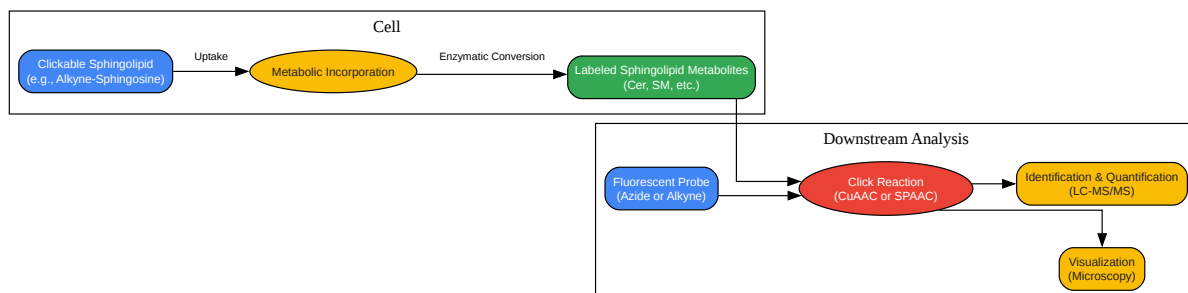 Cell
Clickable Sphingolipid
(e.g., Alkyne-Sphingosine)
Uptake
Metabolic Incorporation
Enzymatic Conversion
Labeled Sphingolipid Metabolites
(Cer, SM, etc.)
Downstream Analysis
Fluorescent Probe
(Azide or Alkyne)
Click Reaction
(CuAAC or SPAAC)
Identification & Quantification
(LC-MS/MS)
Visualization
(Microscopy)